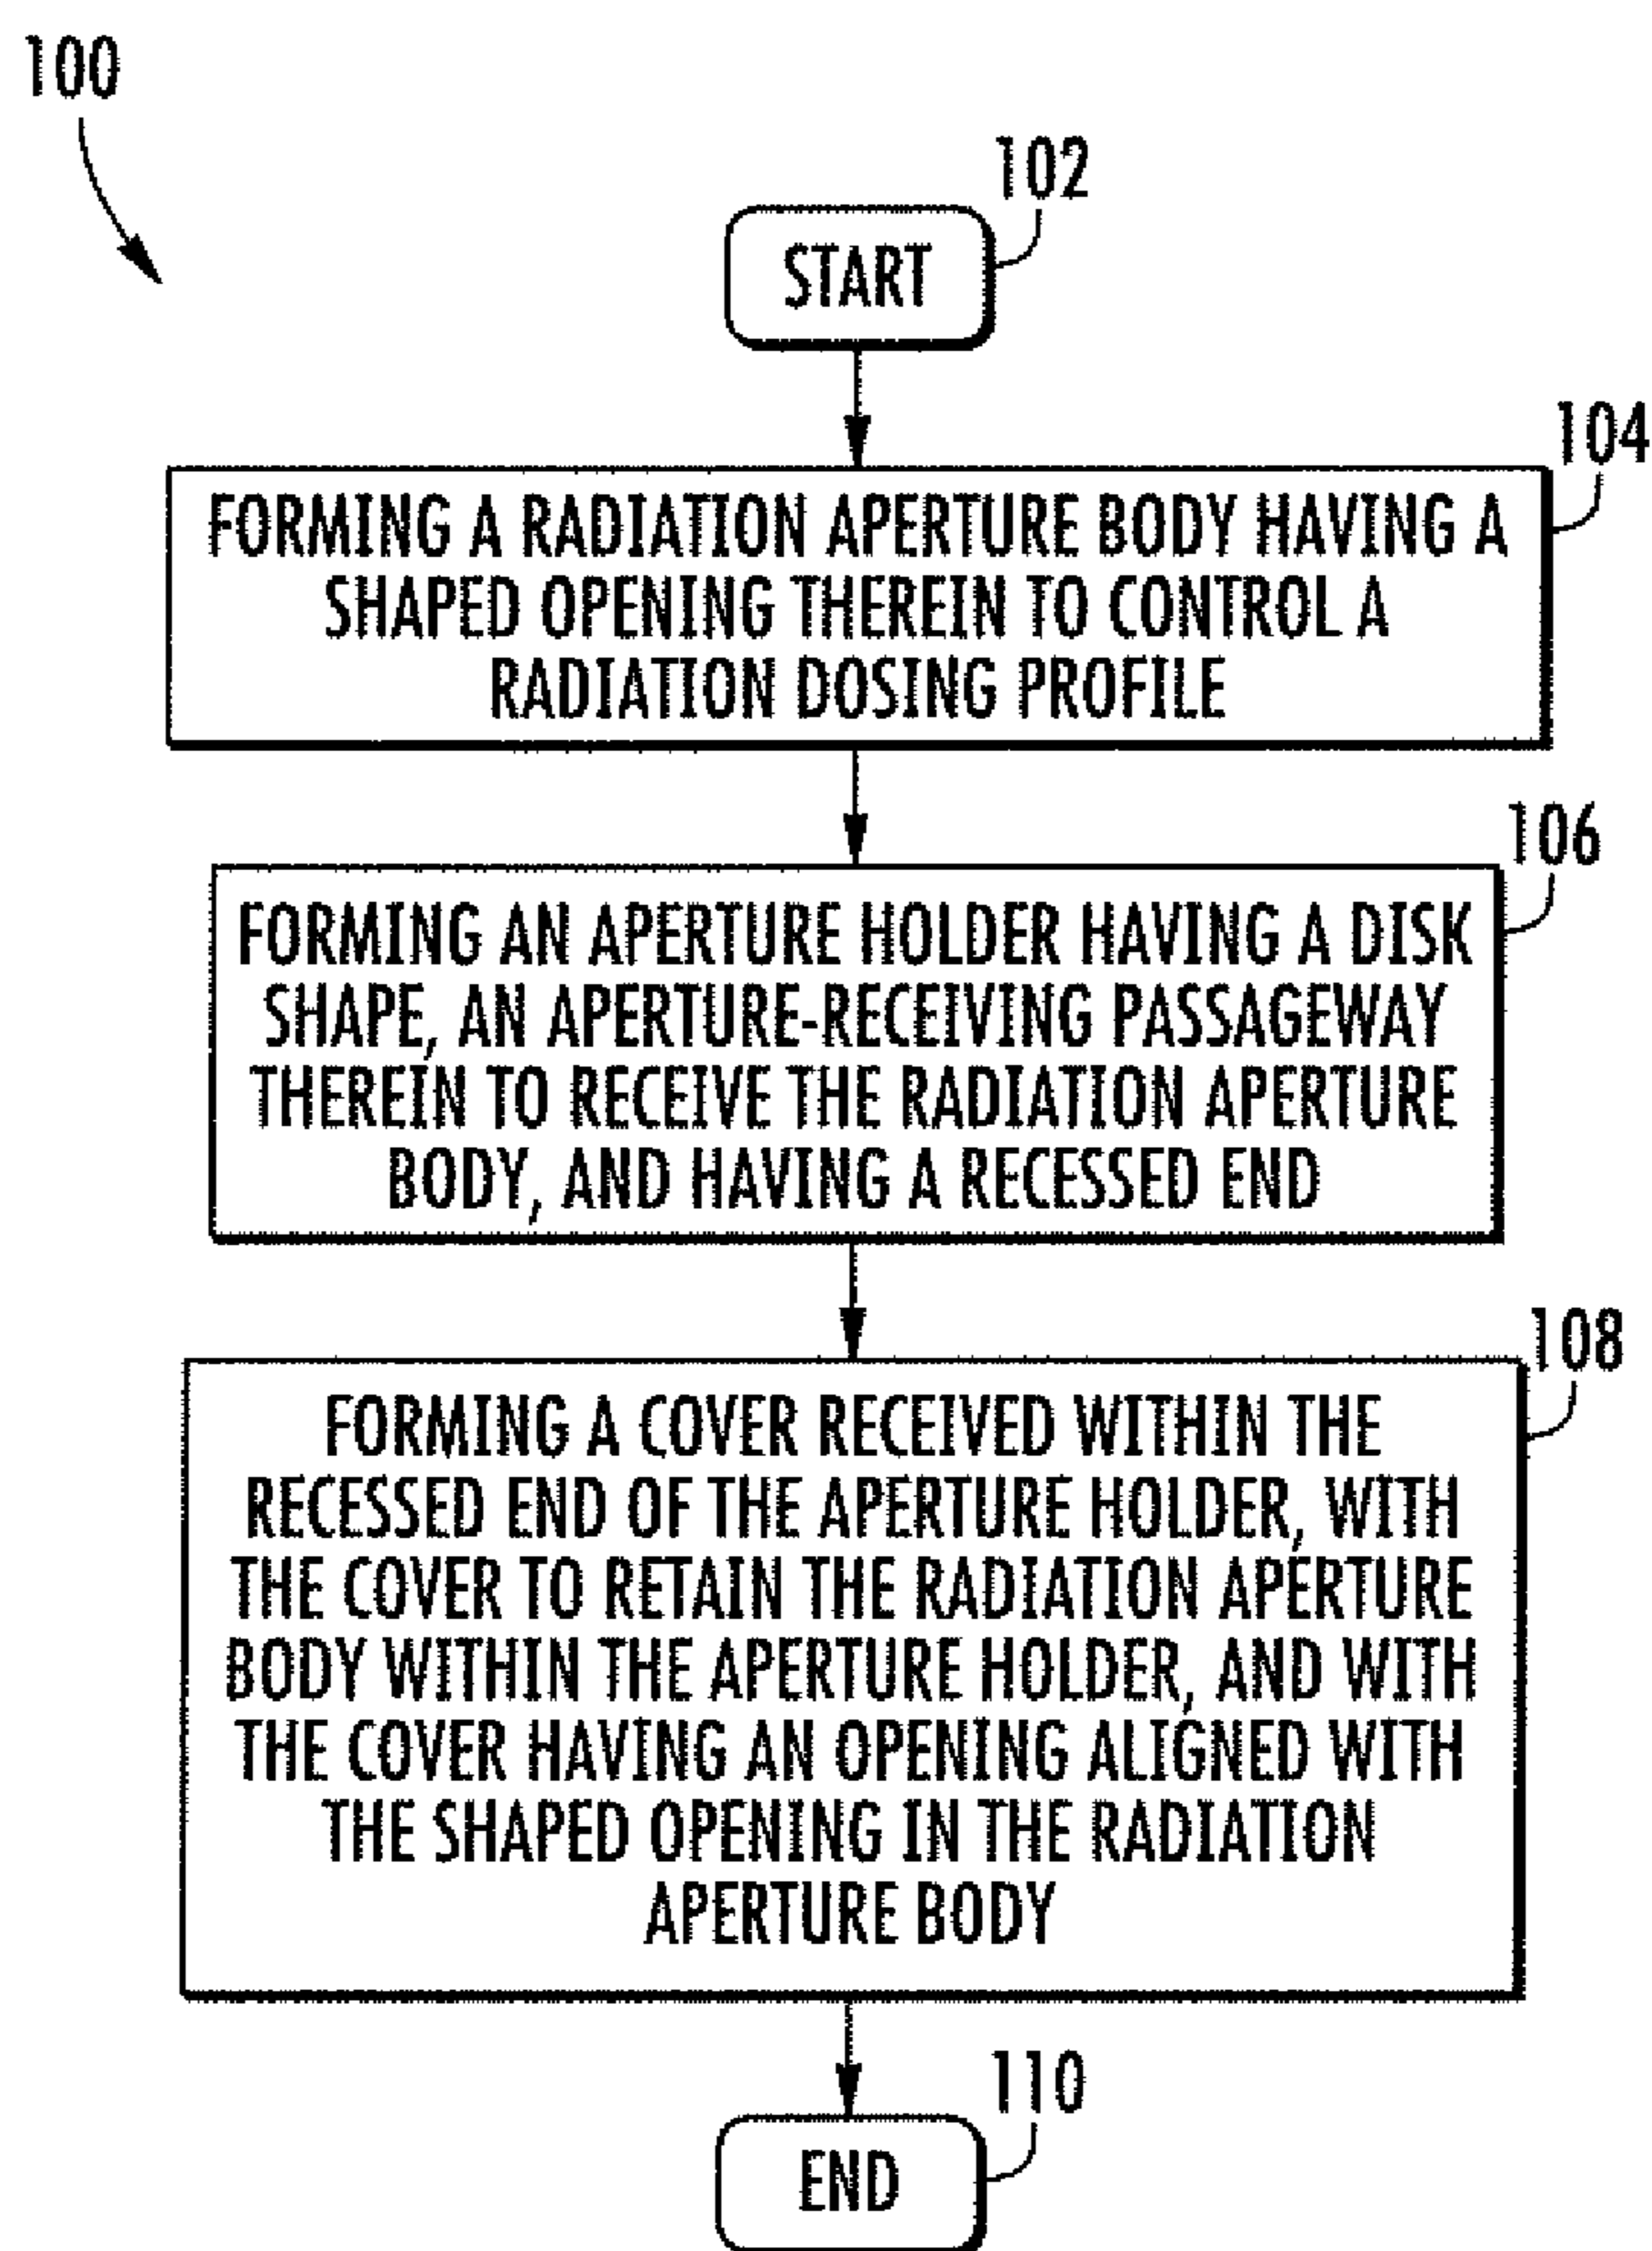 100
102
START
104
FORMING A RADIATION APERTURE BODY HAVING A
SHAPED OPENING THEREIN TO CONTROL A
RADIATION DOSING PROFILE
106
FORMING AN APERTURE HOLDER HAVING A DISK
SHAPE, AN APERTURE-RECEIVING PASSAGEWAY
THEREIN TO RECEIVE THE RADIATION APERTURE
BODY, AND HAVING A RECESSED END
108
FORMING A COVER RECEIVED WITHIN THE
RECESSED END OF THE APERTURE HOLDER, WITH
THE COVER TO RETAIN THE RADIATION APERTURE
BODY WITHIN THE APERTURE HOLDER, AND WITH
THE COVER HAVING AN OPENING ALIGNED WITH
THE SHAPED OPENING IN THE RADIATION
APERTURE BODY
110
END